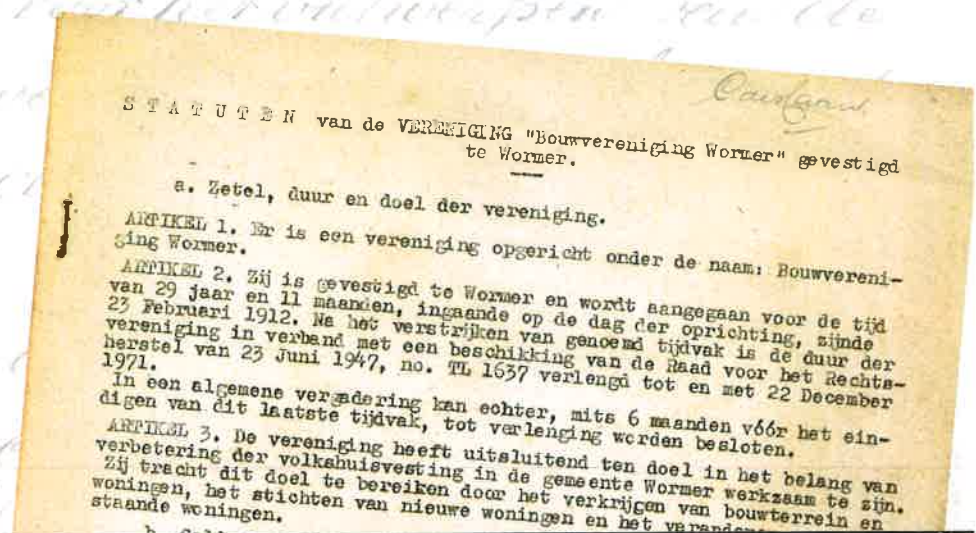 STATUTEN van de VERENIGING "Bouwvereniging Wormer" gevestigd
te Wormer.
a. Zetel, duur en doel der vereniging.
ARTIKEL 1. Er is een vereniging opgericht onder de naam: Bouwvereni-
ging Wormer.
ARTIKEL 2. Zij is gevestigd te Wormer en wordt aangegaan voor de tijd
van 29 jaar en 11 maanden, ingaande op de dag der oprichting, zijnde
23 Februari 1912. Na het verstrijken van genoemd tijdvak is de duur der
vereniging in verband met een beschikking van de Raad voor het Rechts-
herstel van 23 Juni 1947, no. TL 1637 verlengd tot en met 22 December
1971.
In een algemene vergadering kan echter, mits 6 maanden vóór het ein-
digen van dit laatste tijdvak, tot verlenging worden besloten.
ARTIKEL 3. De vereniging heeft uitsluitend ten doel in het belang van
verbetering der volkshuisvesting in de gemeente Wormer werkzaam te zijn.
Zij tracht dit doel te bereiken door het verkrijgen van bouwterrein en
woningen, het stichten van nieuwe woningen en het
staande woningen.